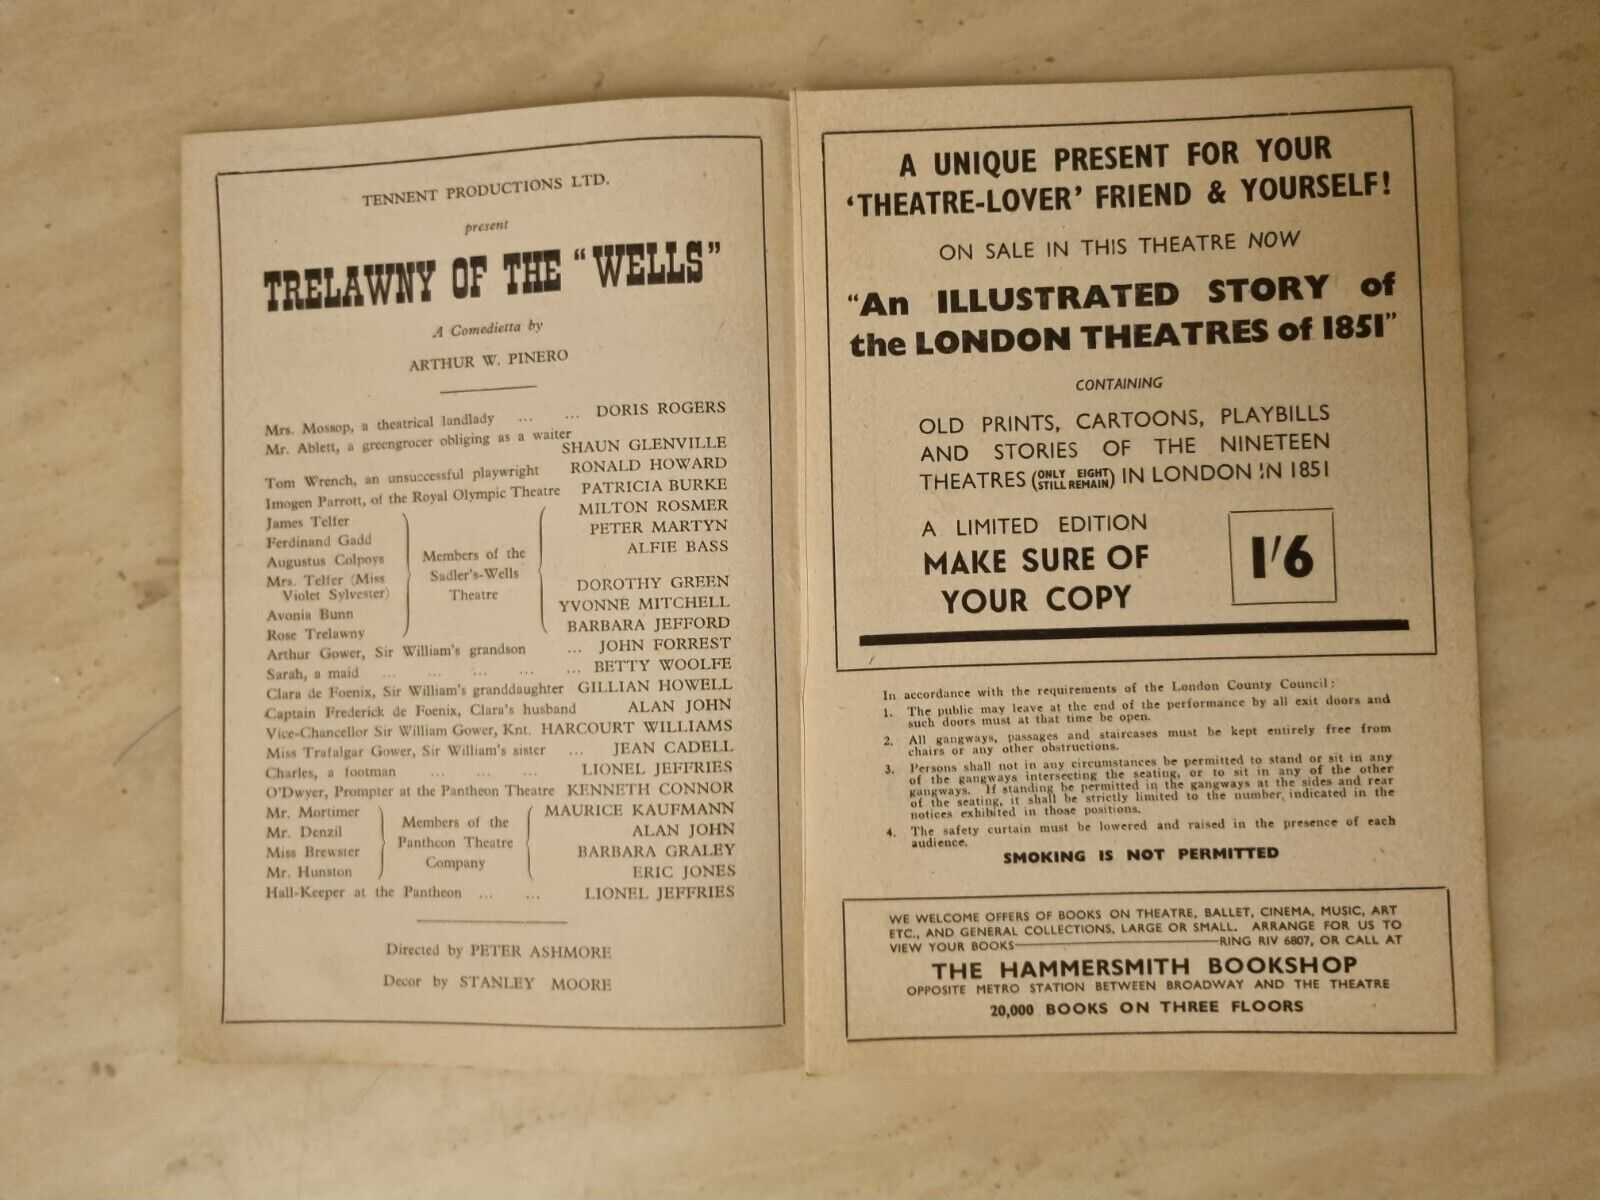 TENNENT PRODUCTIONS LTD.
present
TRELAWNY OF THE "WELLS"
A Comedietta by
ARTHUR W. PINERO
Mrs. Mossop, a theatrical landlady ... ... DORIS ROGERS
Mr. Ablett, a greengrocer obliging as a waiter
SHAUN GLENVILLE
Tom Wrench, an unsuccessful playwright RONALD HOWARD
Imogen Parrott, of the Royal Olympic Theatre PATRICIA BURKE
James Telfer MILTON ROSMER
Ferdinand Gadd PETER MARTYN
Augustus Colpoys Members of the ALFIE BASS
Mrs. Telfer (Miss Sadler's-Wells DOROTHY GREEN
Violet Sylvester) Theatre
Avonia Bunn YVONNE MITCHELL
Rose Trelawny BARBARA JEFFORD
Arthur Gower, Sir William's grandson ... JOHN FORREST
Sarah, a maid ... ... ... ... ... BETTY WOOLFE
Clara de Foenix, Sir William's granddaughter GILLIAN HOWELL
Captain Frederick de Foenix, Clara's husband ALAN JOHN
Vice-Chancellor Sir William Gower, Knt. HARCOURT WILLIAMS
Miss Trafalgar Gower, Sir William's sister ... JEAN CADELL
Charles, a footman ... ... ... LIONEL JEFFRIES
O'Dwyer, Prompter at the Pantheon Theatre KENNETH CONNOR
Mr. Mortimer MAURICE KAUFMANN
Mr. Denzil Members of the ALAN JOHN
Miss Brewster Pantheon Theatre BARBARA GRALEY
Mr. Hunston Company ERIC JONES
Hall-Keeper at the Pantheon ... ... LIONEL JEFFRIES
Directed by PETER ASHMORE
Decor by STANLEY MOORE
A UNIQUE PRESENT FOR YOUR
'THEATRE-LOVER' FRIEND & YOURSELF!
ON SALE IN THIS THEATRE NOW
"An ILLUSTRATED STORY of
the LONDON THEATRES of 1851"
CONTAINING
OLD PRINTS, CARTOONS, PLAYBILLS
AND STORIES OF THE NINETEEN
THEATRES (ONLY EIGHT STILL REMAIN) IN LONDON IN 1851
A LIMITED EDITION
MAKE SURE OF
YOUR COPY
1/6
In accordance with the requirements of the London County Council:
1. The public may leave at the end of the performance by all exit doors and
such doors must at that time be open.
2. All gangways, passages and staircases must be kept entirely free from
chairs or any other obstructions.
3. Persons shall not in any circumstances be permitted to stand or sit in any
of the gangways intersecting the seating, or to sit in any of the other
gangways. If standing be permitted in the gangways at the sides and rear
of the seating, it shall be strictly limited to the number indicated in the
notices exhibited in those positions.
4. The safety curtain must be lowered and raised in the presence of each
audience.
SMOKING IS NOT PERMITTED
WE WELCOME OFFERS OF BOOKS ON THEATRE, BALLET, CINEMA, MUSIC, ART
ETC., AND GENERAL COLLECTIONS, LARGE OR SMALL. ARRANGE FOR US TO
VIEW YOUR BOOKS—RING RIV 6807, OR CALL AT
THE HAMMERSMITH BOOKSHOP
OPPOSITE METRO STATION BETWEEN BROADWAY AND THE THEATRE
20,000 BOOKS ON THREE FLOORS